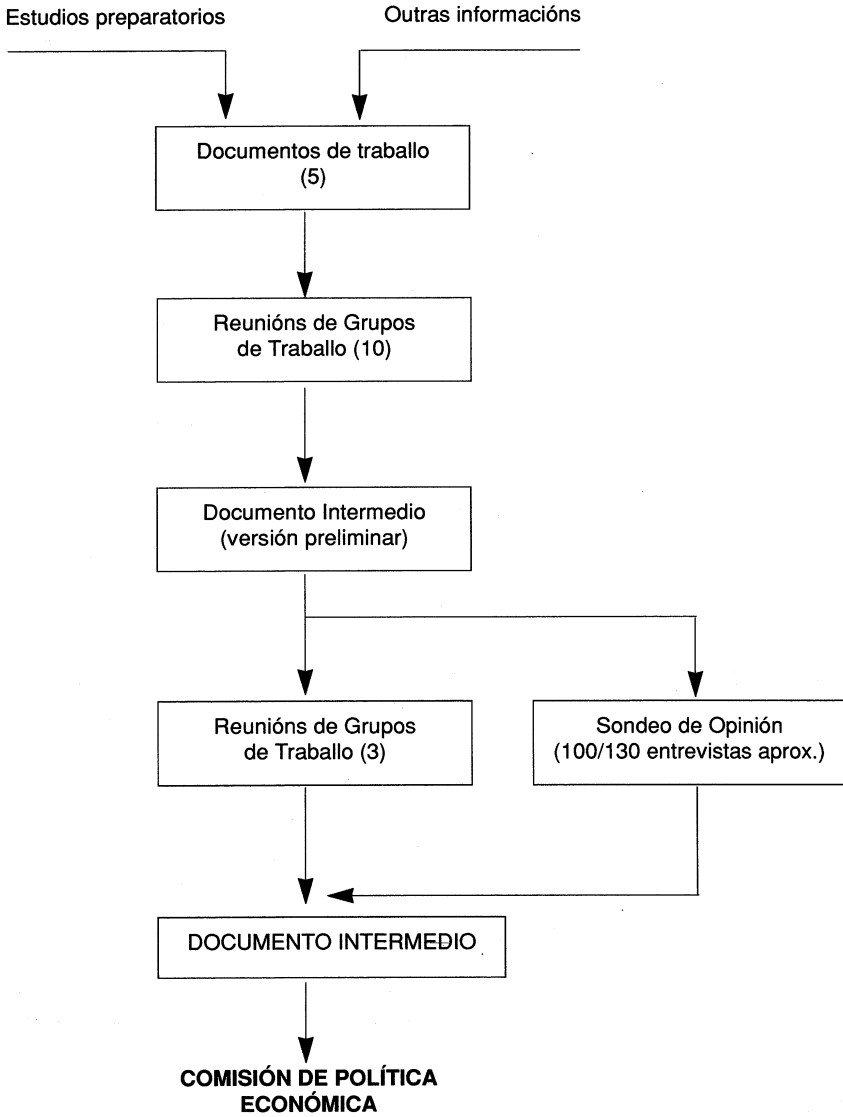 Estudios preparatorios
Outras informacións
Documentos de traballo
(5)
Reunións de Grupos
de Traballo (10)
Documento Intermedio
(versión preliminar)
Reunións de Grupos
de Traballo (3)
Sondeo de Opinión
(100/130 entrevistas aprox.)
DOCUMENTO INTERMEDIO
COMISIÓN DE POLÍTICA
ECONÓMICA